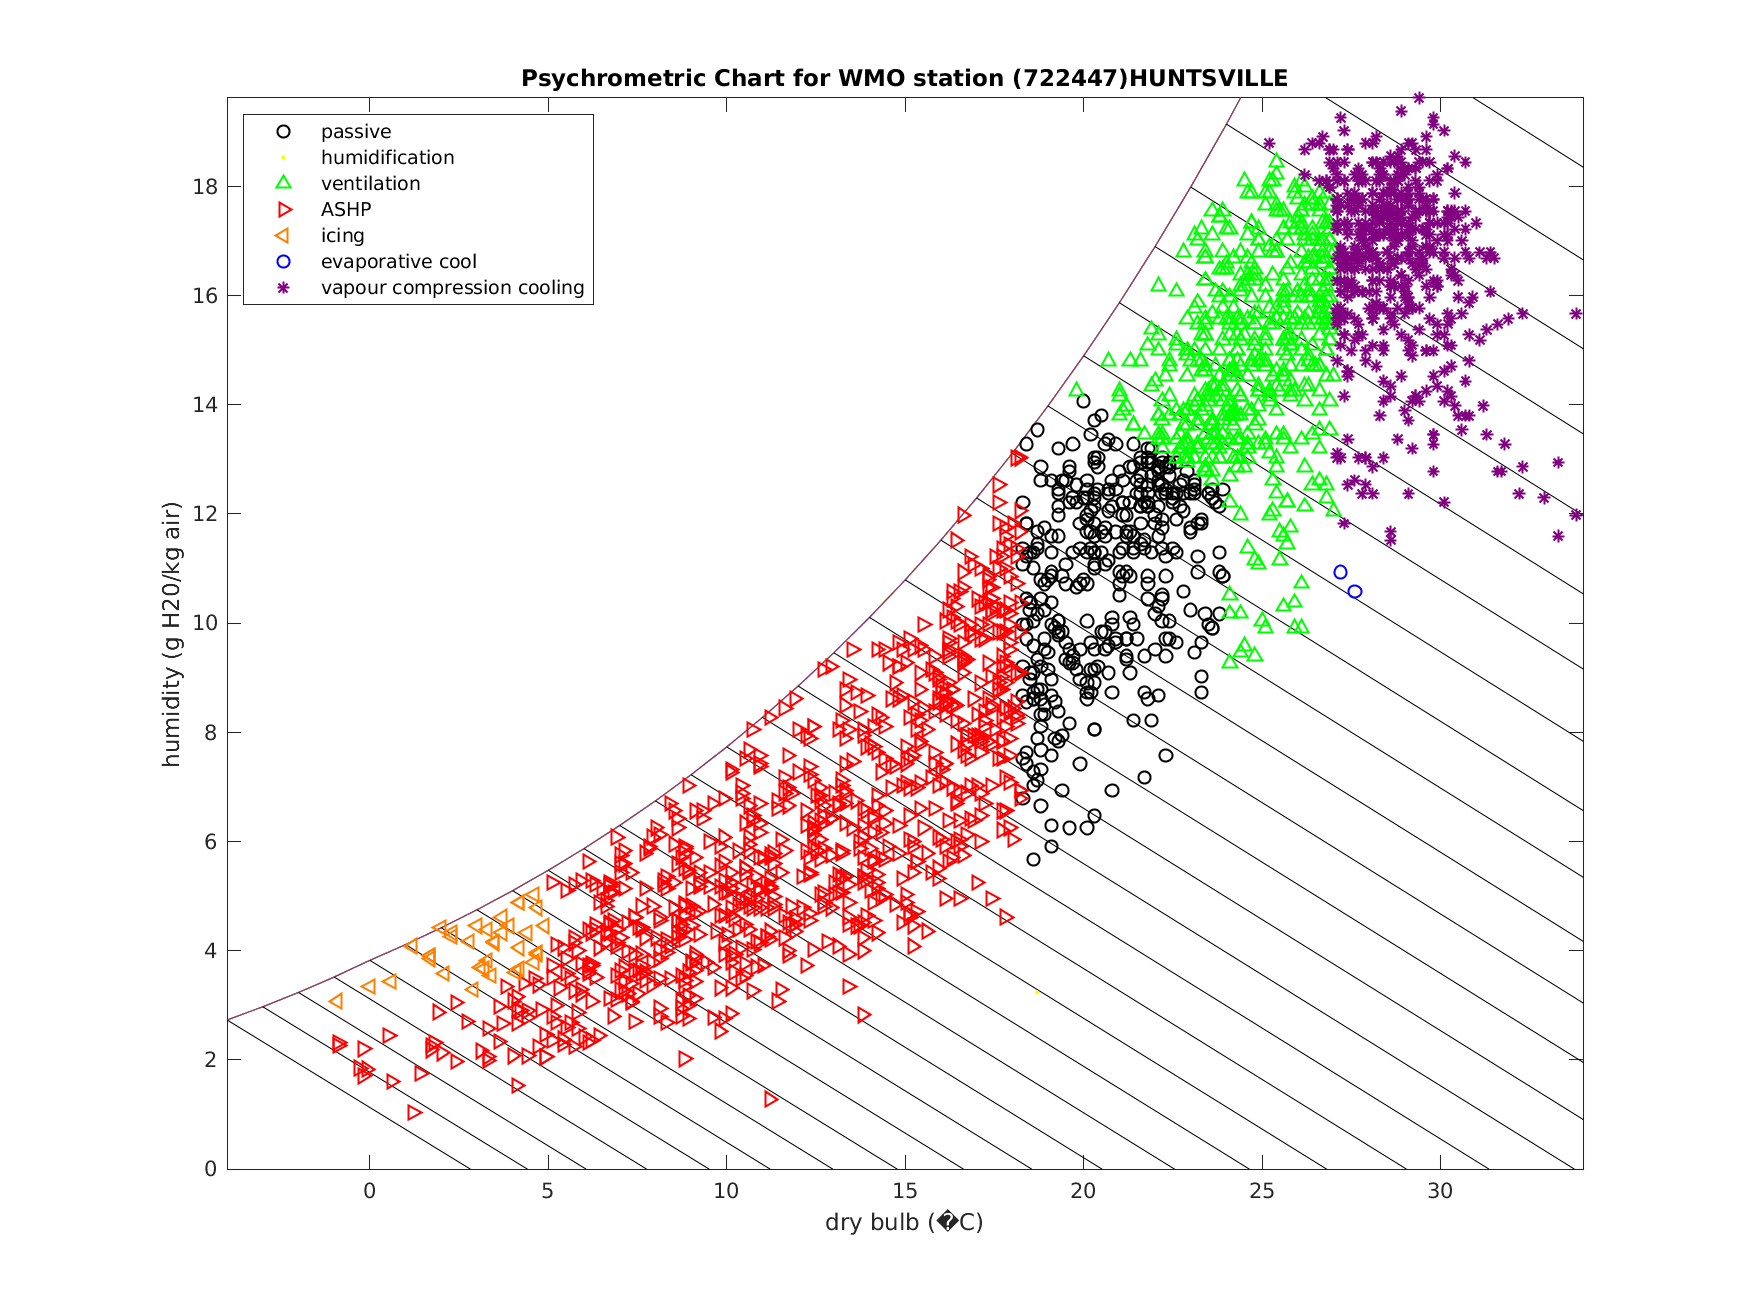 Psychrometric Chart for WMO station (722447)HUNTSVILLE
passive
humidification
ventilation
ASHP
icing
evaporative cool
vapour compression cooling
humidity (g H20/kg air)
18
16
14
12
10
8
6
4
2
0
0 5 10 15 20 25 30
dry bulb (�C)